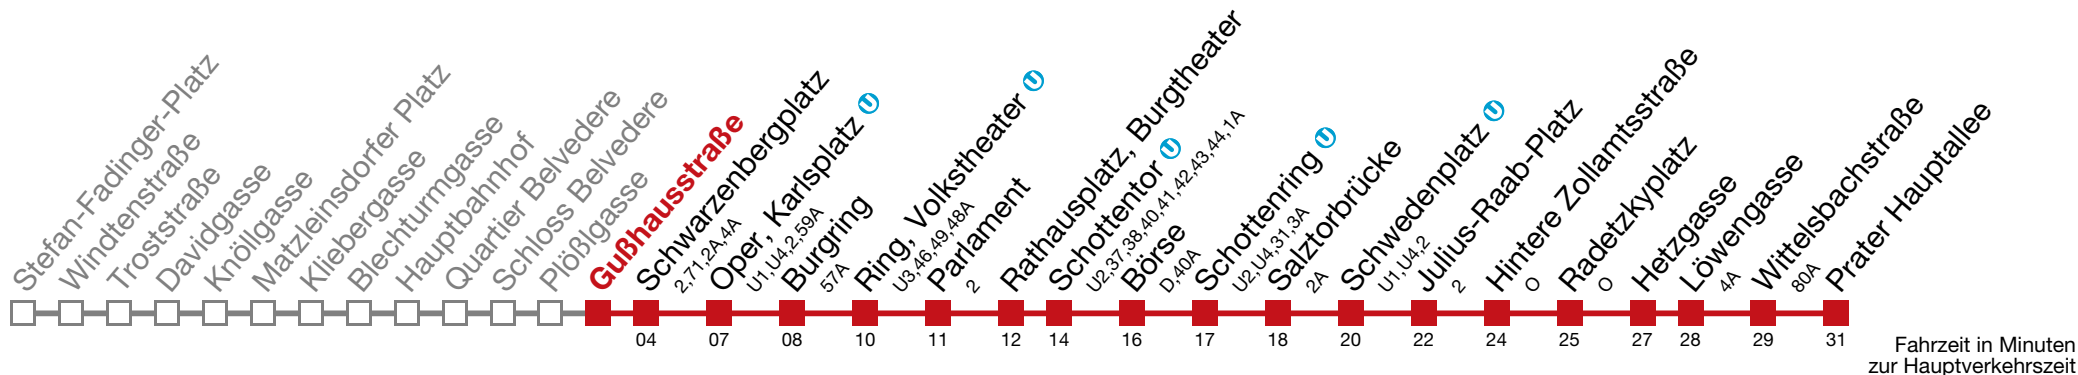 Stefan-Fadinger-Platz
Windtenstraße
Troststraße
Davidgasse
Knöllgasse
Matzleinsdorfer Platz
Kliebergasse
Blechturmgasse
Hauptbahnhof
Quartier Belvedere
Schloss Belvedere
Plößlgasse
Gußhausstraße
Schwarzenbergplatz
2,71,2A,4A
Oper, Karlsplatz U
U1,U4,2,59A
Burgring
57A
Ring, Volkstheater U
U3,46,49,48A
Parlament
2
Rathausplatz, Burgtheater
Schottentor U
U2,37,38,40,41,42,43,44,1A
Börse
D,40A
Schottenring U
U2,U4,31,3A
Salztorbrücke
2A
Schwedenplatz U
U1,U4,2
Julius-Raab-Platz
2
Hintere Zollamtsstraße
O
Radetzkyplatz
O
Hetzgasse
Löwengasse
4A
Wittelsbachstraße
80A
Prater Hauptallee
04 07 08 10 11 12 14 16 17 18 20 22 24 25 27 28 29 31
Fahrzeit in Minuten
zur Hauptverkehrszeit